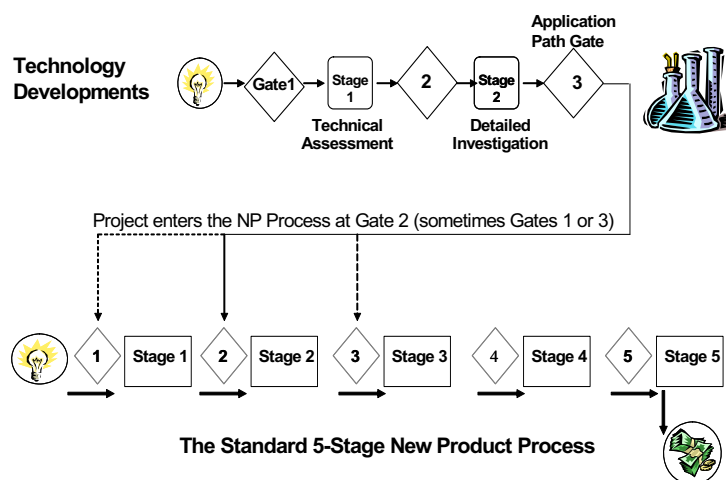 Technology
Developments
Gate1
Stage
1
Technical
Assessment
2
Stage
2
Detailed
Investigation
Application
Path Gate
3
Project enters the NP Process at Gate 2 (sometimes Gates 1 or 3)
1
Stage 1
2
Stage 2
3
Stage 3
4
Stage 4
5
Stage 5
The Standard 5-Stage New Product Process